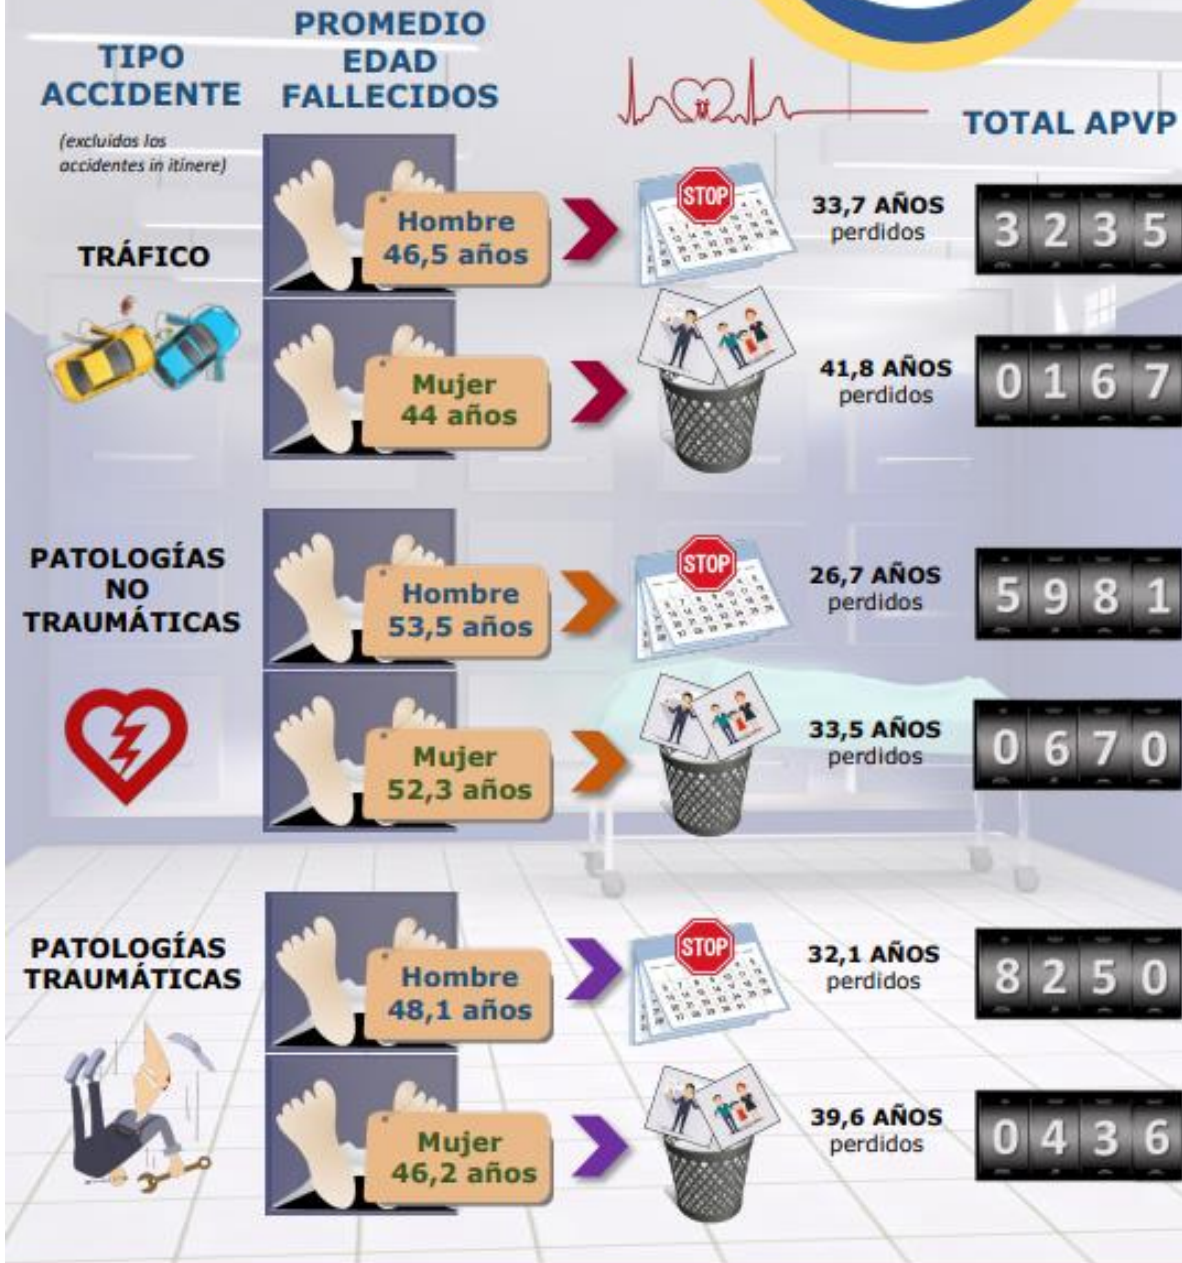 TIPO
ACCIDENTE
(excluidos los
accidentes in itinere)
PROMEDIO
EDAD
FALLECIDOS
TOTAL APVP
TRÁFICO
Hombre
46,5 años
STOP
33,7 AÑOS
perdidos
3235
Mujer
44 años
41,8 AÑOS
perdidos
0167
PATOLOGÍAS
NO
TRAUMÁTICAS
Hombre
53,5 años
STOP
26,7 AÑOS
perdidos
5981
Mujer
52,3 años
33,5 AÑOS
perdidos
0670
PATOLOGÍAS
TRAUMÁTICAS
Hombre
48,1 años
STOP
32,1 AÑOS
perdidos
8250
Mujer
46,2 años
39,6 AÑOS
perdidos
0436